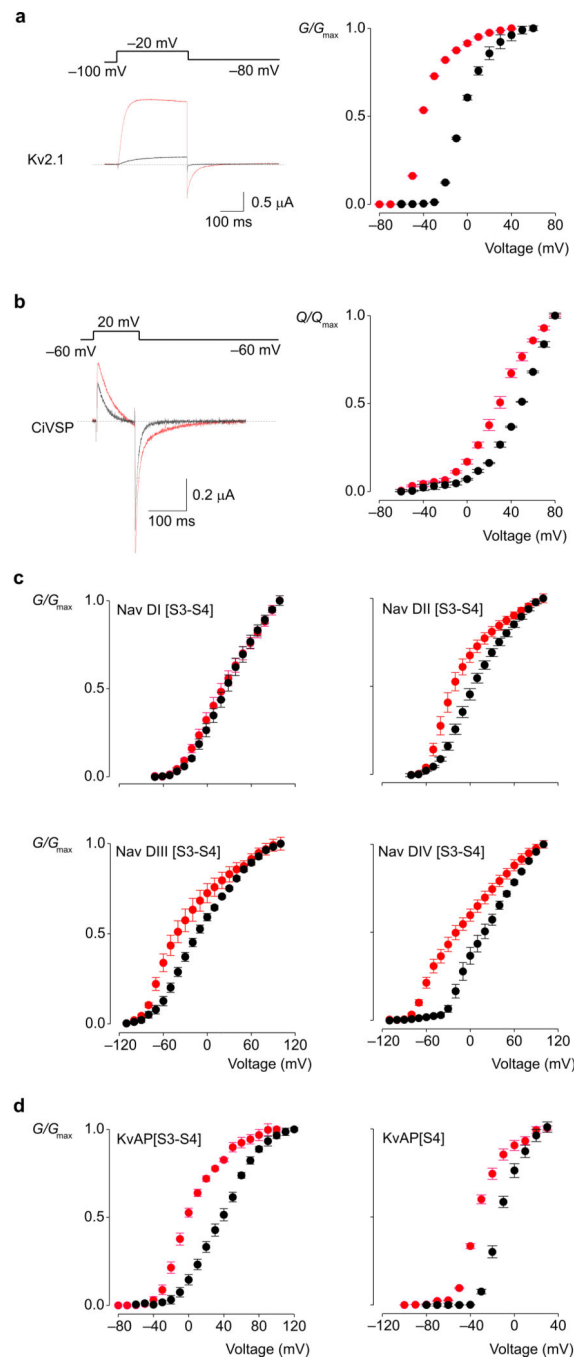 a
–20 mV
–100 mV
–80 mV
Kv2.1
0.5 µA
100 ms
G/Gmax
1.0
0.5
0.0
–80 –40 0 40 80
Voltage (mV)
b
20 mV
–60 mV
–60 mV
CiVSP
0.2 µA
100 ms
Q/Qmax
1.0
0.5
0.0
–80 –40 0 40 80
Voltage (mV)
c
G/Gmax
1.0
0.5
0.0
Nav DI [S3-S4]
Nav DII [S3-S4]
G/Gmax
1.0
0.5
0.0
Nav DIII [S3-S4]
–120 –60 0 60 120
Voltage (mV)
Nav DIV [S3-S4]
–120 –60 0 60 120
Voltage (mV)
d
G/Gmax
1.0
0.5
0.0
KvAP[S3-S4]
–80 –40 0 40 80 120
Voltage (mV)
KvAP[S4]
–120 –80 –40 0 40
Voltage (mV)